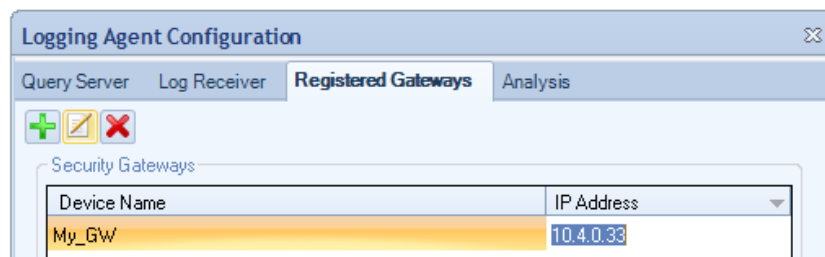 Logging Agent Configuration
Query Server Log Receiver Registered Gateways Analysis
Security Gateways
Device Name IP Address
My_GW 10.4.0.33